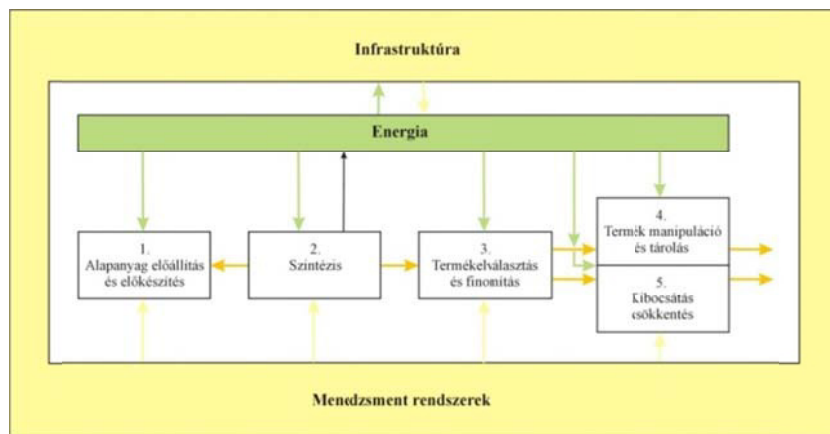 Infrastruktúra
Energia
1.
Alapanyag előállítás
és előkészítés
2.
Szintézis
3.
Termékelválasztás
és finomítás
4.
Termék manipuláció
és tárolás
5.
Kibocsátás
csökkentés
Menedzsment rendszerek